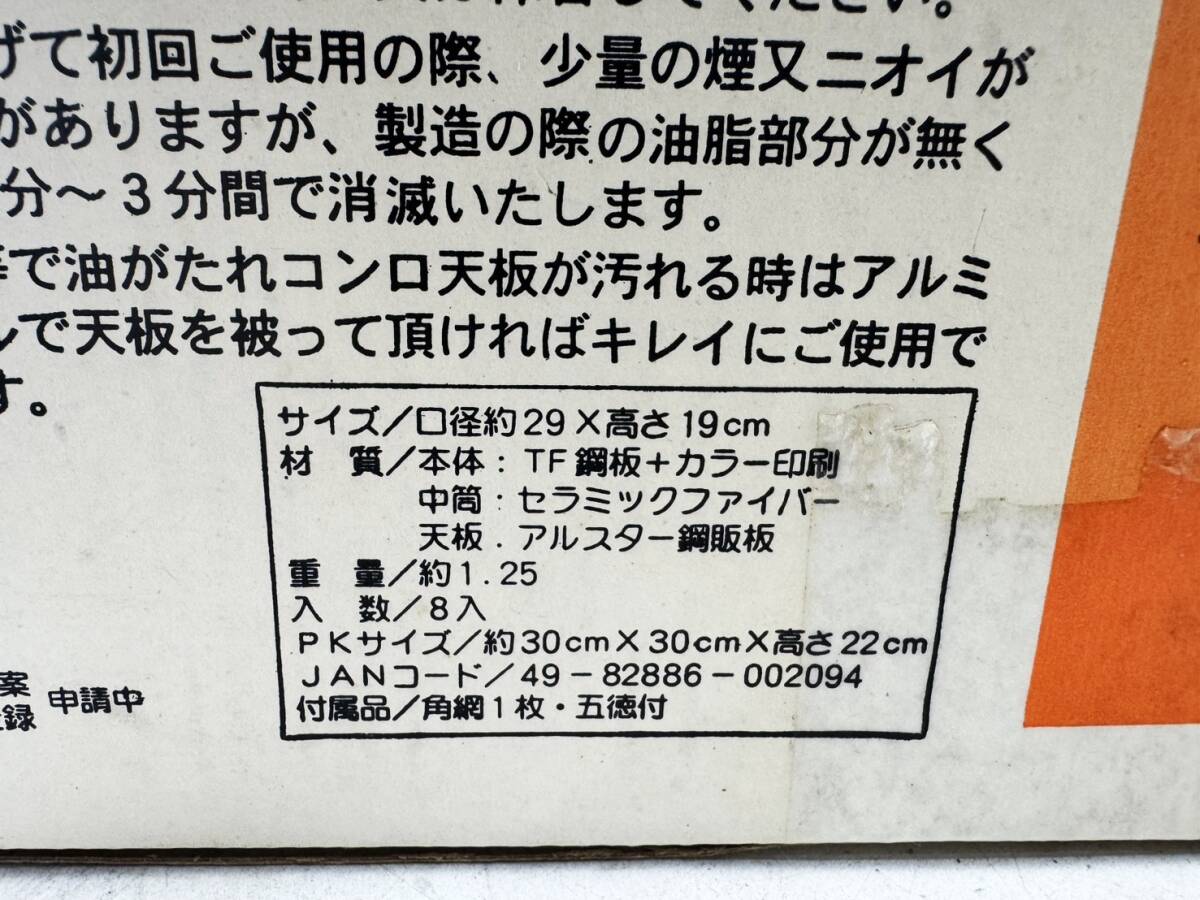 てください。
げて初回ご使用の際、少量の煙又ニオイが
がありますが、製造の際の油脂部分が無く
分～3分間で消滅いたします。
等で油がたれコンロ天板が汚れる時はアルミ
で天板を被って頂ければキレイにご使用で
す。
サイズ/口径約29×高さ19cm
材 質/本体:TF鋼板+カラー印刷
中筒:セラミックファイバー
天板.アルスター鋼販板
重 量/約1.25
入 数/8入
PKサイズ/約30cm×30cm×高さ22cm
JANコード/49-82886-002094
付属品/角網1枚・五徳付
案
録 申請中